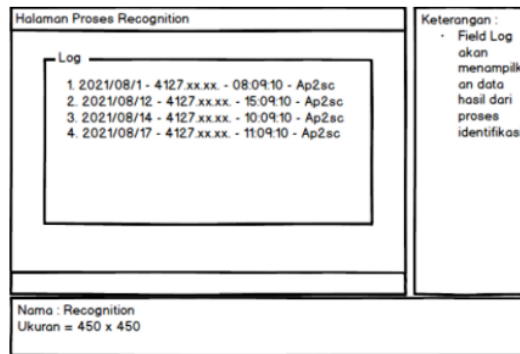 Halaman Proses Recognition
Log
1. 2021/08/1 - 4127.xx.xx. - 08:09:10 - Ap2sc
2. 2021/08/12 - 4127.xx.xx. - 15:09:10 - Ap2sc
3. 2021/08/14 - 4127.xx.xx. - 10:09:10 - Ap2sc
4. 2021/08/17 - 4127.xx.xx. - 11:09:10 - Ap2sc
Keterangan :
· Field Log
akan
menampilk
an data
hasil dari
proses
identifikasi
Nama : Recognition
Ukuran = 450 x 450